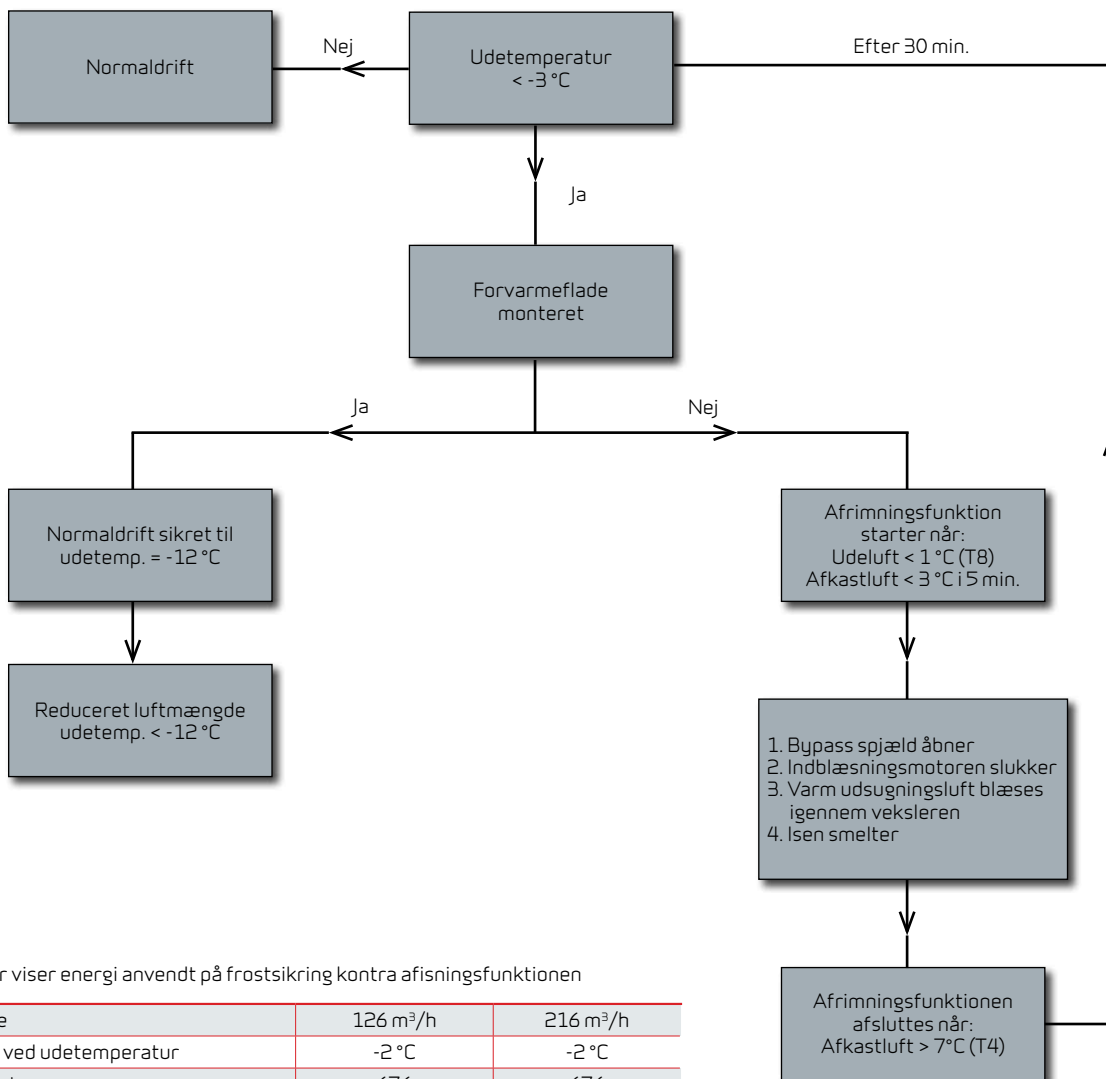 Normaldrift
Nej
Udetemperatur
< -3 °C
Efter 30 min.
Ja
Forvarmeflade
monteret
Ja
Nej
Normaldrift sikret til
udetemp. = -12 °C
Afrimningsfunktion
starter når:
Udeluft < 1 °C (T8)
Afkastluft < 3 °C i 5 min.
Reduceret luftmængde
udetemp. < -12 °C
1. Bypass spjæld åbner
2. Indblæsningsmotoren slukker
3. Varm udsugningsluft blæses
igennem veksleren
4. Isen smelter
Afrimningsfunktionen
afsluttes når:
Afkastluft > 7°C (T4)
viser energi anvendt på frostsikring kontra afisningsfunktionen
126 m³/h 216 m³/h
ved udetemperatur -2 °C -2 °C